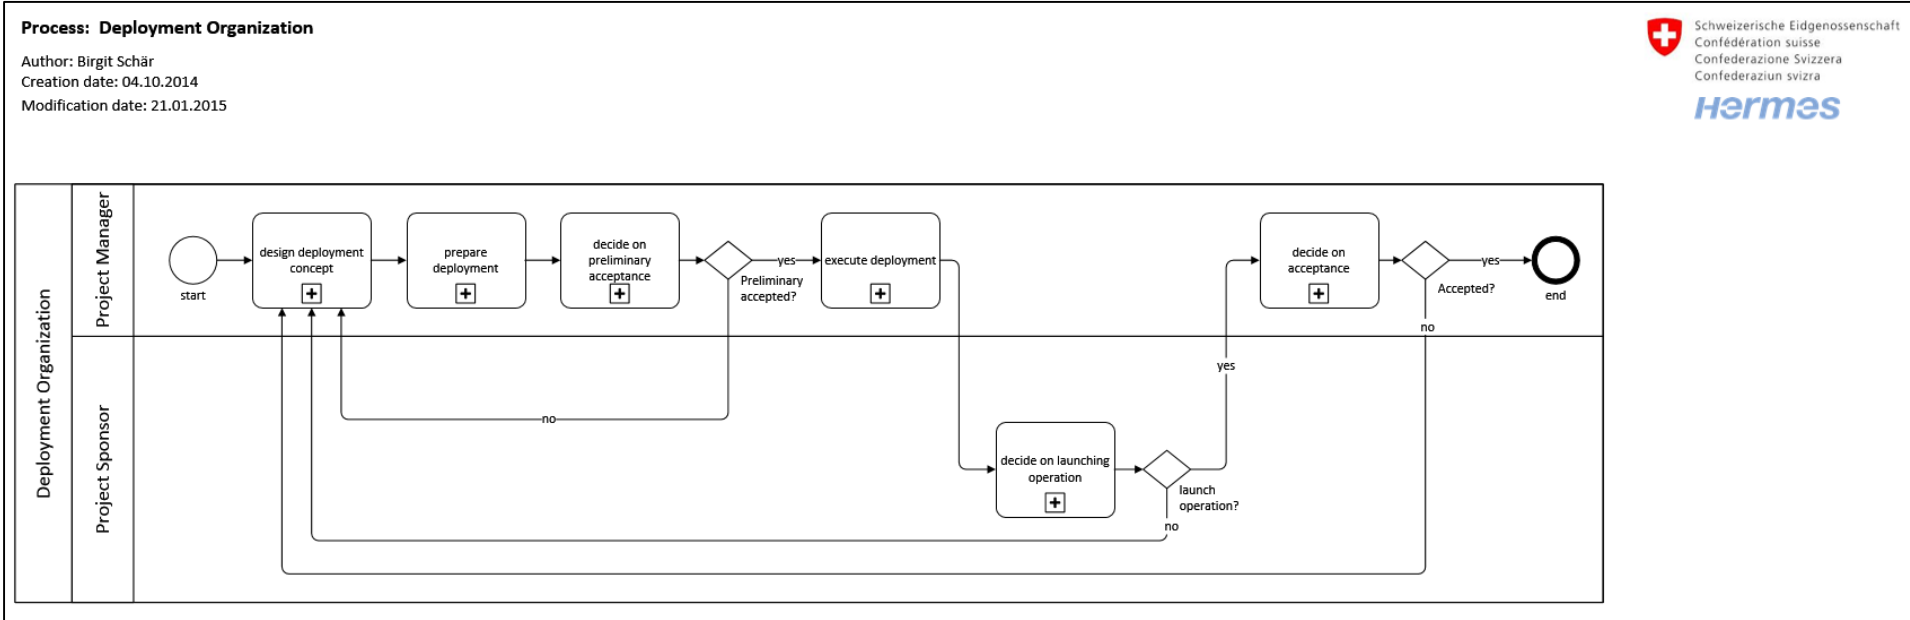 Process:  Deployment Organization
Author: Birgit Schär
Creation date: 04.10.2014
Modification date: 21.01.2015
Schweizerische Eidgenossenschaft
Confédération suisse
Confederazione Svizzera
Confederaziun svizra
Hermes
Deployment Organization
Project Manager
start
design deployment
concept
prepare
deployment
decide on
preliminary
acceptance
yes
Preliminary
accepted?
execute deployment
decide on
acceptance
yes
Accepted?
end
no
yes
no
Project Sponsor
decide on launching
operation
launch
operation?
no